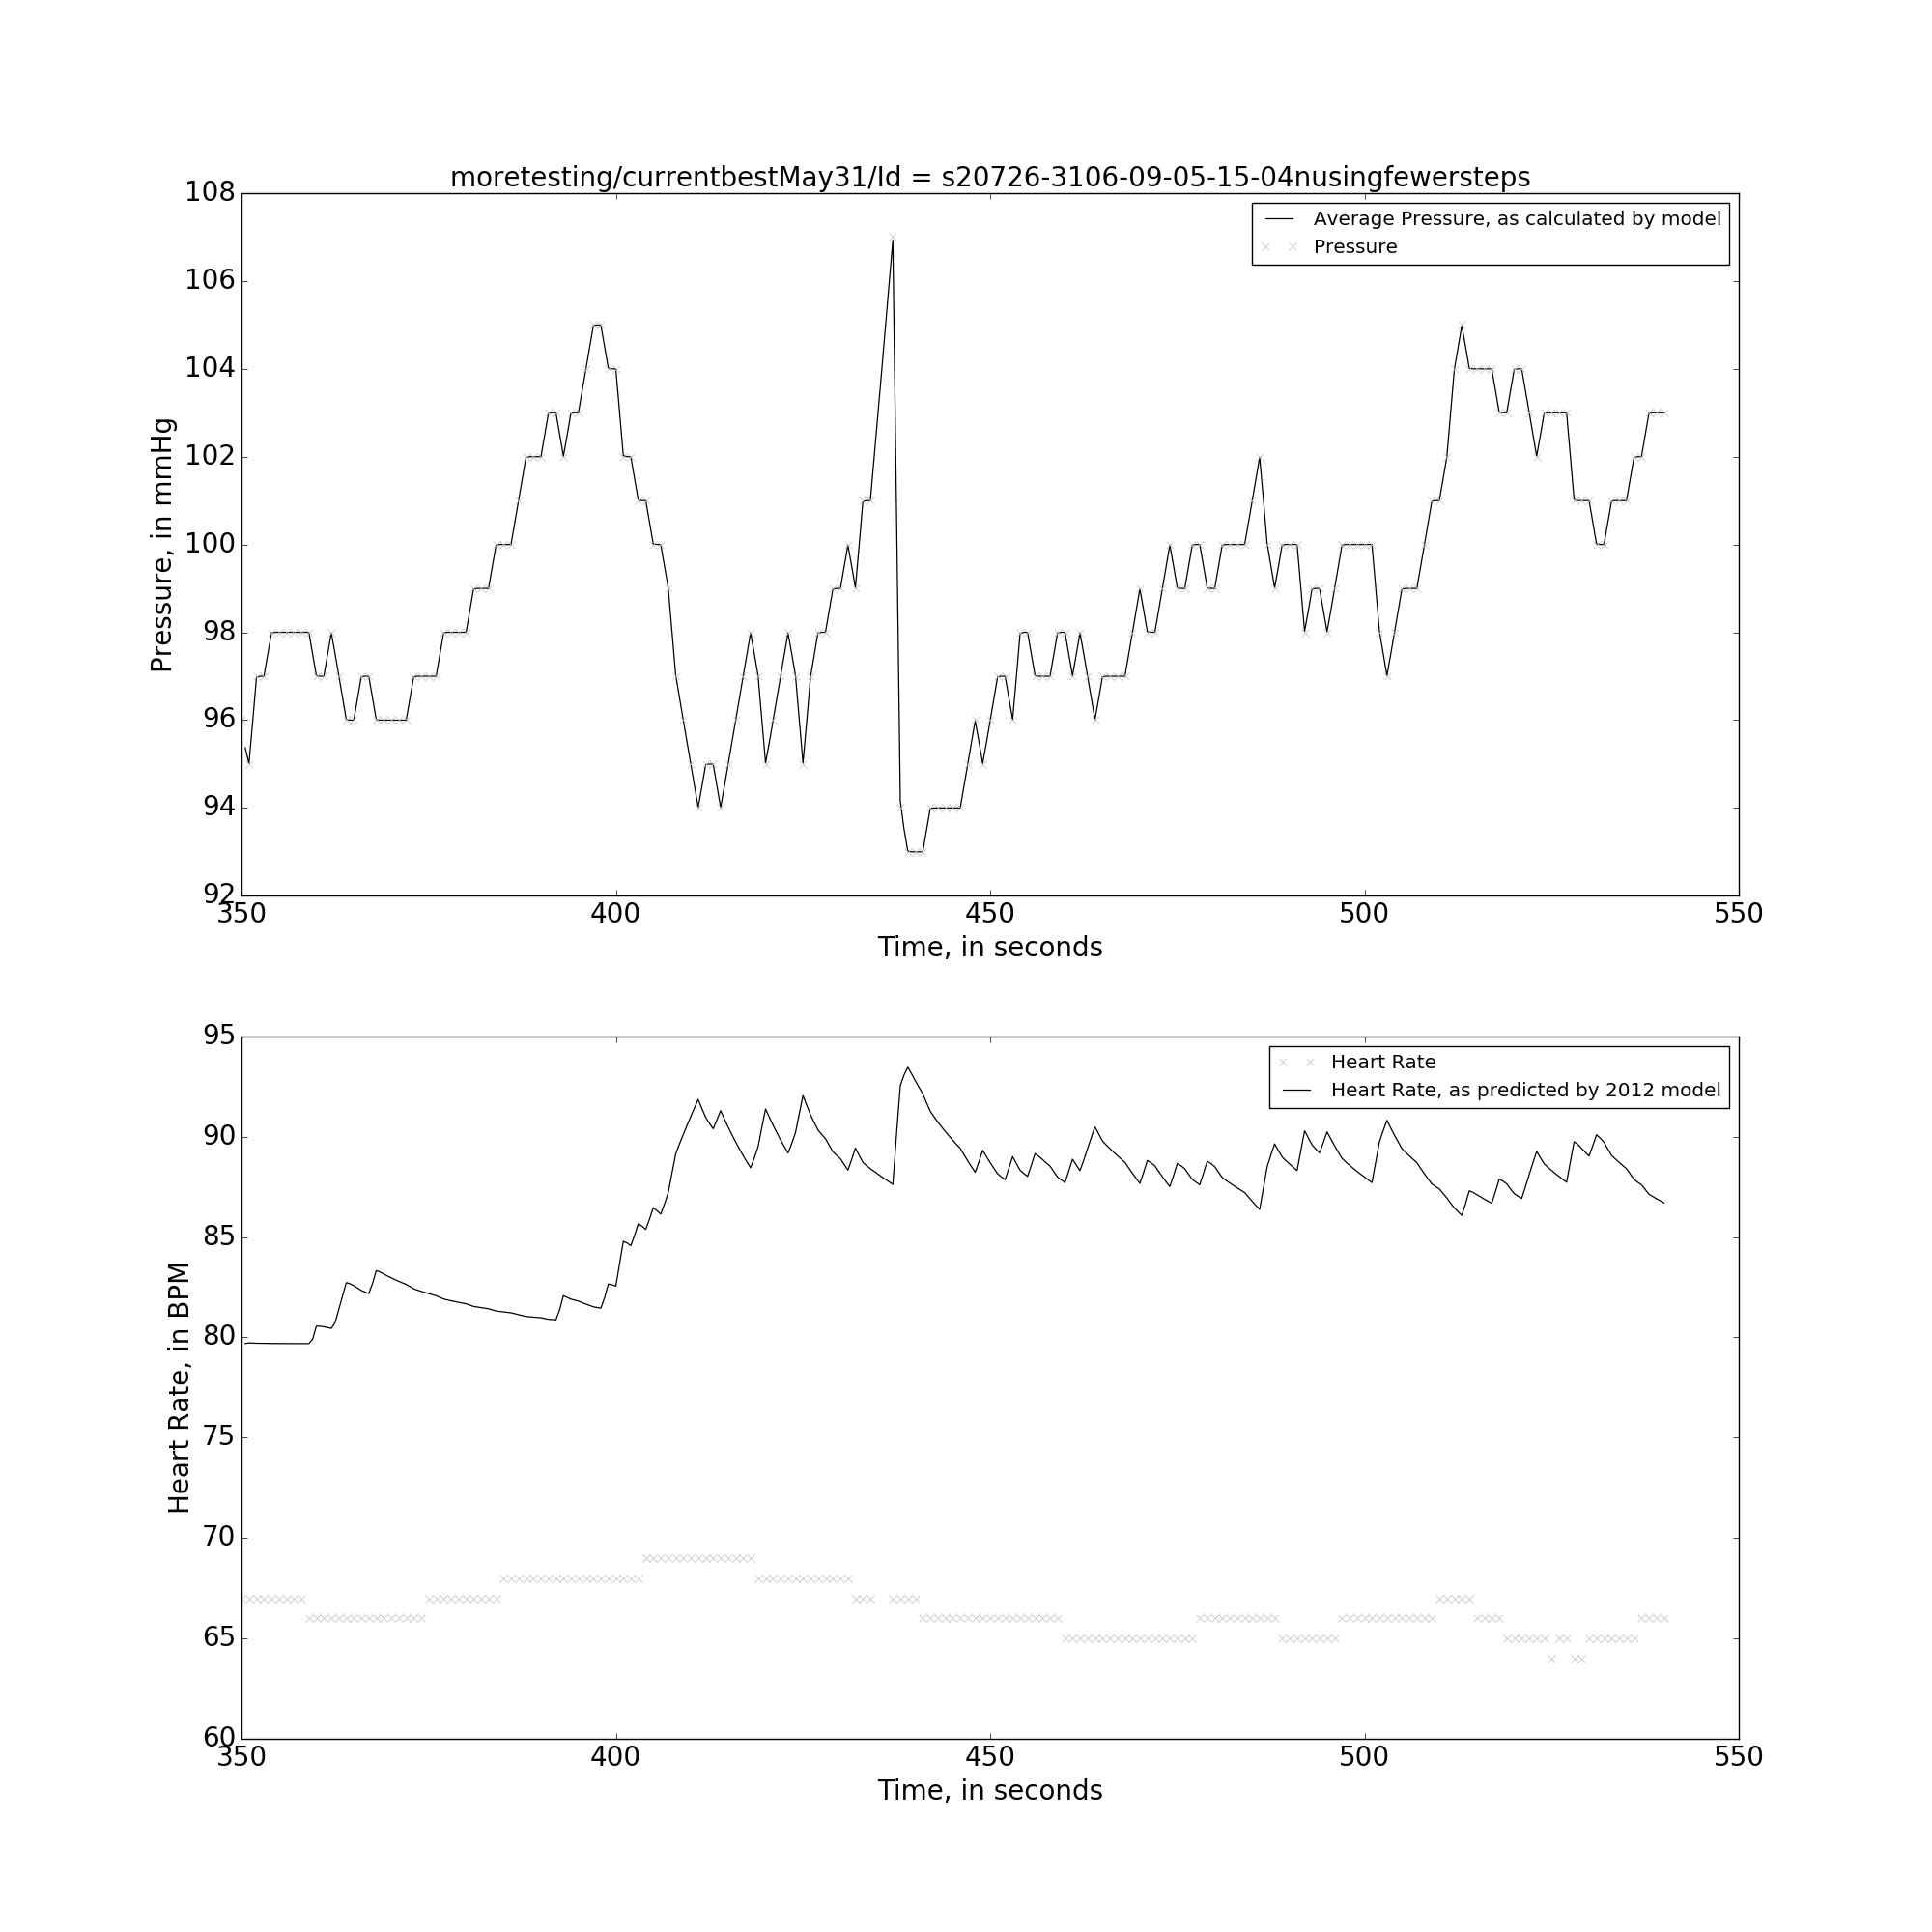 moretesting/currentbestMay31/Id = s20726-3106-09-05-15-04nusingfewersteps
108
106
104
102
100
98
96
94
92
Pressure, in mmHg
Average Pressure, as calculated by model
Pressure
350 400 450 500 550
Time, in seconds
95
90
85
80
75
70
65
60
Heart Rate, in BPM
Heart Rate
Heart Rate, as predicted by 2012 model
350 400 450 500 550
Time, in seconds